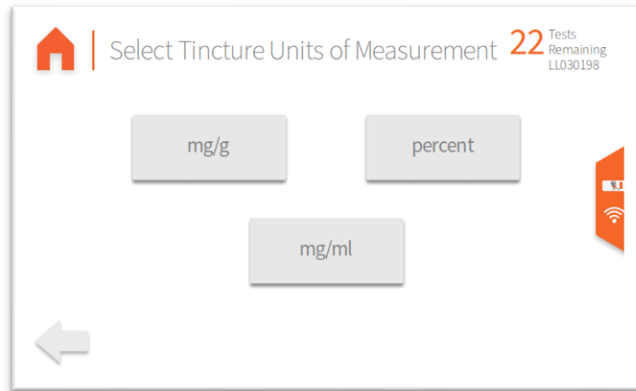 Select Tincture Units of Measurement
22 Tests
Remaining
LL030198
mg/g
percent
mg/ml